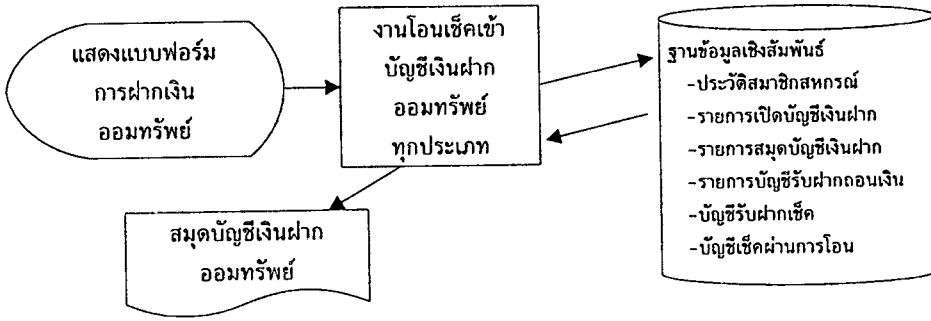 แสดงแบบฟอร์ม
การฝากเงิน
ออมทรัพย์
งานโอนเช็คเข้า
บัญชีเงินฝาก
ออมทรัพย์
ทุกประเภท
ฐานข้อมูลเชิงสัมพันธ์
-ประวัติสมาชิกสหกรณ์
-รายการเปิดบัญชีเงินฝาก
-รายการสมุดบัญชีเงินฝาก
-รายการบัญชีรับฝากถอนเงิน
-บัญชีรับฝากเช็ค
-บัญชีเช็คผ่านการโอน
สมุดบัญชีเงินฝาก
ออมทรัพย์